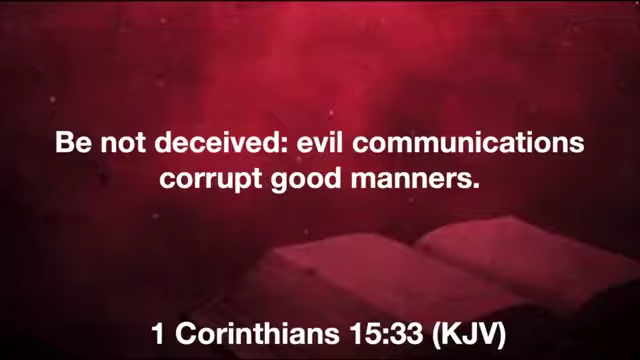 Be not deceived: evil communications
corrupt good manners.
1 Corinthians 15:33 (KJV)